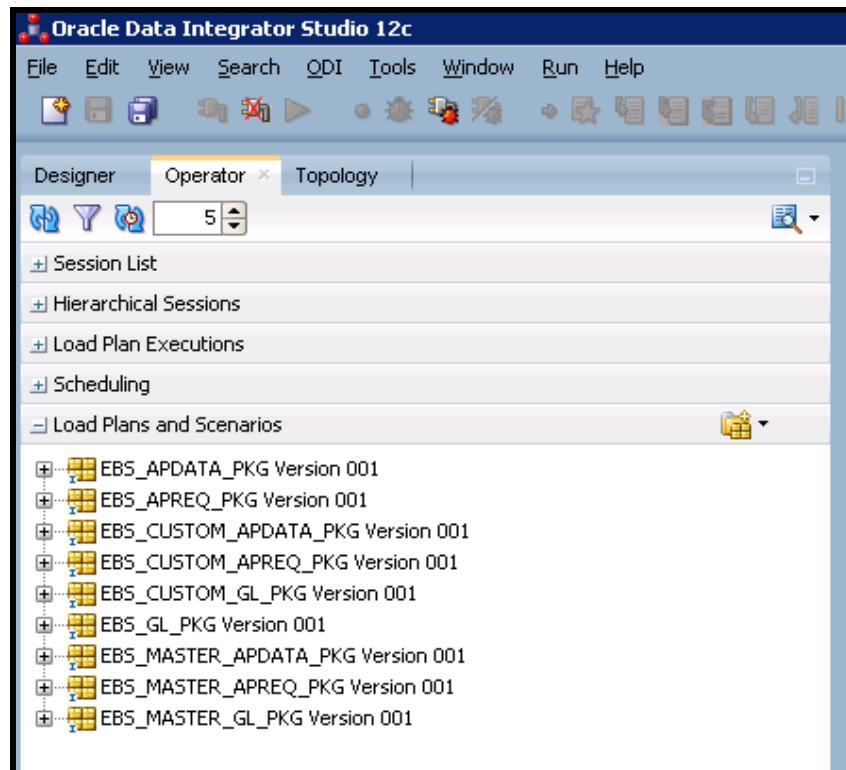 Oracle Data Integrator Studio 12c
File Edit View Search ODI Tools Window Run Help
Designer Operator Topology
5
Session List
Hierarchical Sessions
Load Plan Executions
Scheduling
Load Plans and Scenarios
EBS_APDATA_PKG Version 001
EBS_APREQ_PKG Version 001
EBS_CUSTOM_APDATA_PKG Version 001
EBS_CUSTOM_APREQ_PKG Version 001
EBS_CUSTOM_GL_PKG Version 001
EBS_GL_PKG Version 001
EBS_MASTER_APDATA_PKG Version 001
EBS_MASTER_APREQ_PKG Version 001
EBS_MASTER_GL_PKG Version 001